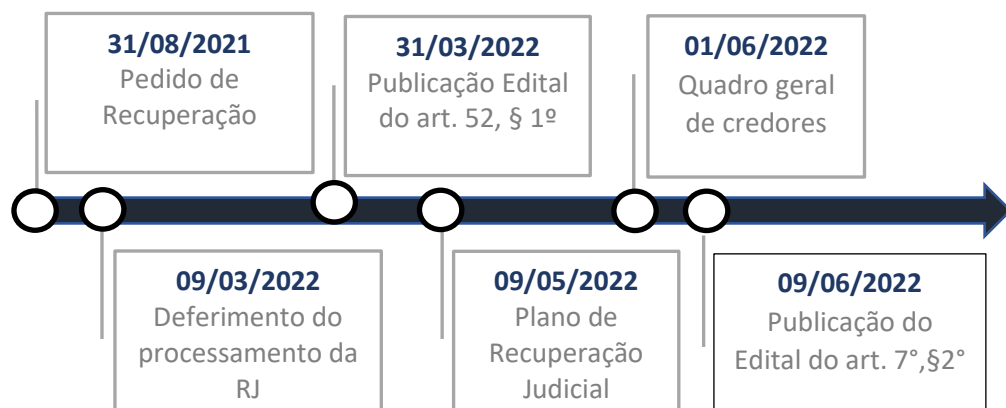 31/08/2021
Pedido de
Recuperação
31/03/2022
Publicação Edital
do art. 52, § 1º
01/06/2022
Quadro geral
de credores
09/03/2022
Deferimento do
processamento da
RJ
09/05/2022
Plano de
Recuperação
Judicial
09/06/2022
Publicação do
Edital do art. 7°,§2°